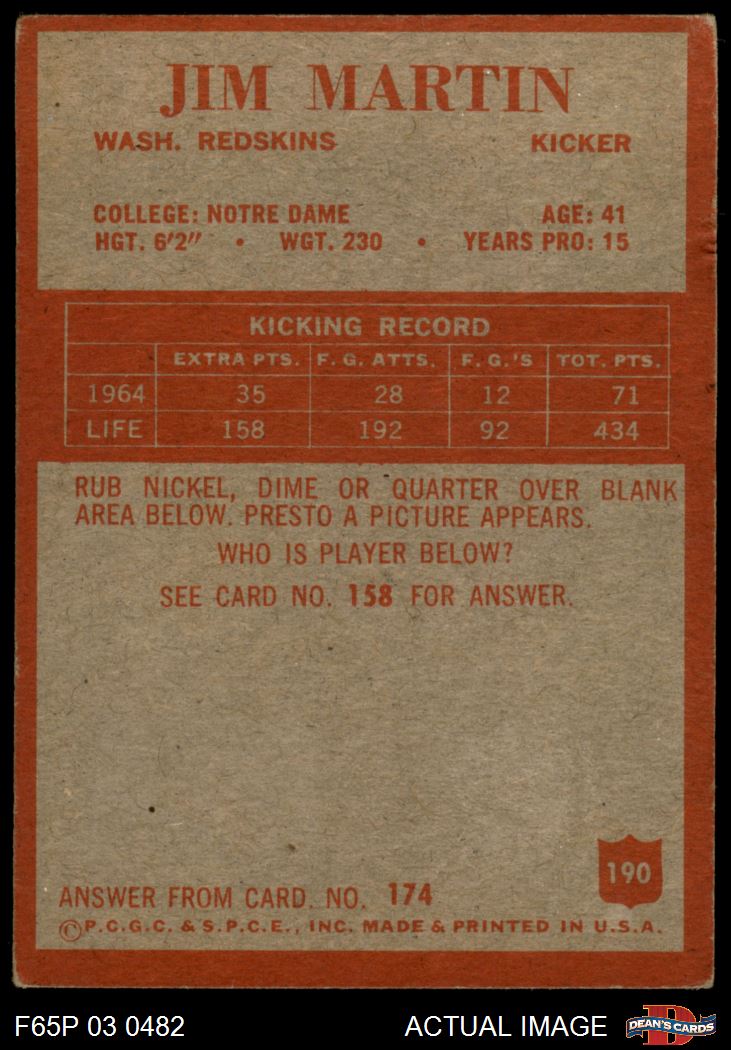 JIM MARTIN
WASH. REDSKINS KICKER
COLLEGE: NOTRE DAME AGE: 41
HGT. 6'2" • WGT. 230 • YEARS PRO: 15
KICKING RECORD
EXTRA PTS. F. G. ATTS. F. G.'S TOT. PTS.
1964 35 28 12 71
LIFE 158 192 92 434
RUB NICKEL, DIME OR QUARTER OVER BLANK
AREA BELOW. PRESTO A PICTURE APPEARS.
WHO IS PLAYER BELOW?
SEE CARD NO. 158 FOR ANSWER.
190
ANSWER FROM CARD. NO. 174
©P.C.G.C. & S.P.C.E., INC. MADE & PRINTED IN U.S.A.
F65P 03 0482 ACTUAL IMAGE D DEAN'S CARDS